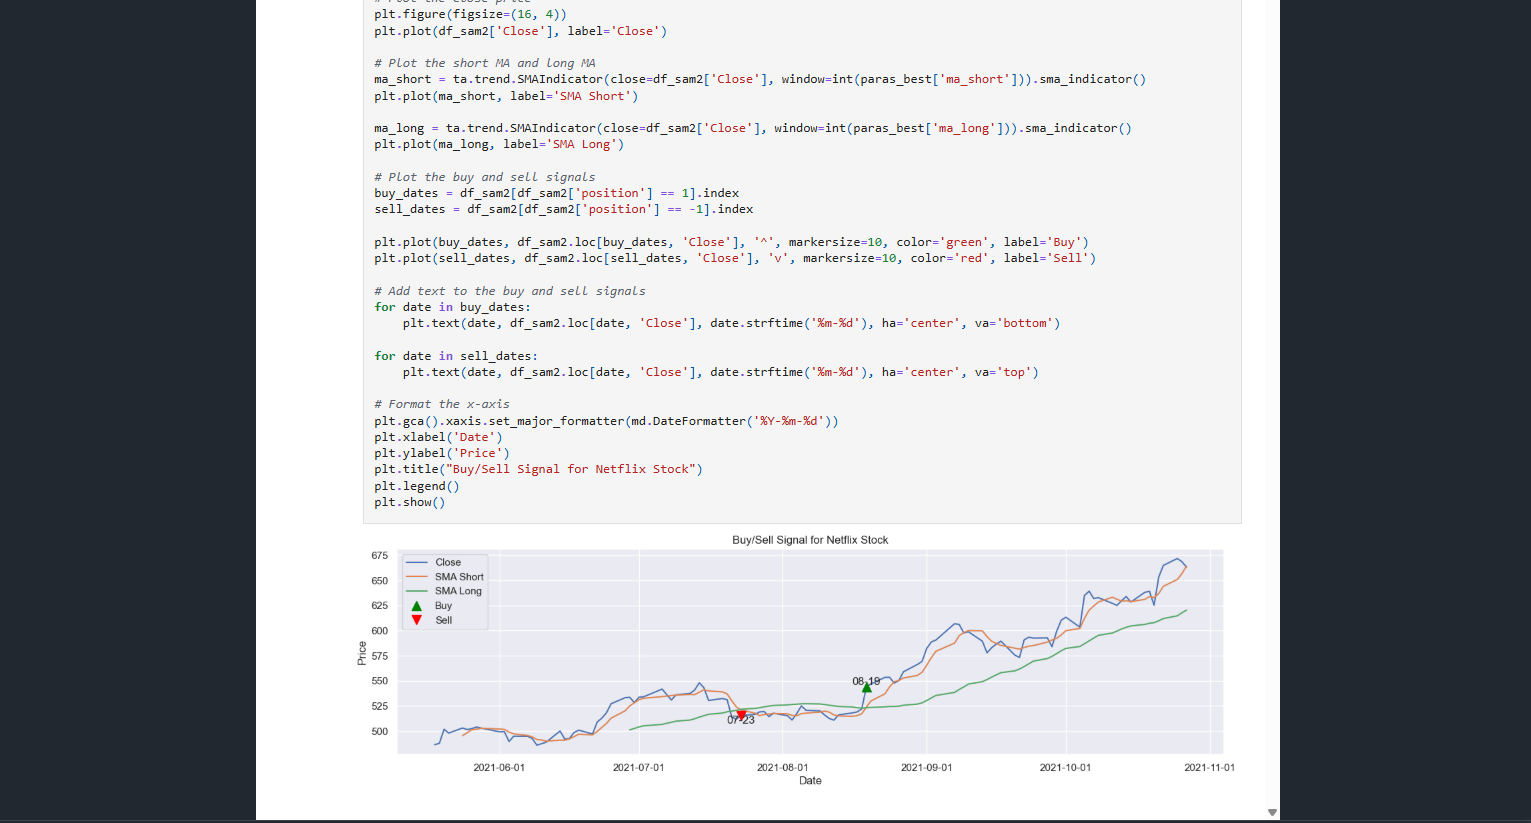 # Plot the close price
plt.figure(figsize=(16, 4))
plt.plot(df_sam2['Close'], label='Close')
# Plot the short MA and long MA
ma_short = ta.trend.SMAIndicator(close=df_sam2['Close'], window=int(paras_best['ma_short'])).sma_indicator()
plt.plot(ma_short, label='SMA Short')
ma_long = ta.trend.SMAIndicator(close=df_sam2['Close'], window=int(paras_best['ma_long'])).sma_indicator()
plt.plot(ma_long, label='SMA Long')
# Plot the buy and sell signals
buy_dates = df_sam2[df_sam2['position'] == 1].index
sell_dates = df_sam2[df_sam2['position'] == -1].index
plt.plot(buy_dates, df_sam2.loc[buy_dates, 'Close'], '^', markersize=10, color='green', label='Buy')
plt.plot(sell_dates, df_sam2.loc[sell_dates, 'Close'], 'v', markersize=10, color='red', label='Sell')
# Add text to the buy and sell signals
for date in buy_dates:
    plt.text(date, df_sam2.loc[date, 'Close'], date.strftime('%m-%d'), ha='center', va='bottom')
for date in sell_dates:
    plt.text(date, df_sam2.loc[date, 'Close'], date.strftime('%m-%d'), ha='center', va='top')
# Format the x-axis
plt.gca().xaxis.set_major_formatter(md.DateFormatter('%Y-%m-%d'))
plt.xlabel('Date')
plt.ylabel('Price')
plt.title("Buy/Sell Signal for Netflix Stock")
plt.legend()
plt.show()
Buy/Sell Signal for Netflix Stock
675
650
625
600
575
550
525
500
Price
Close
SMA Short
SMA Long
Buy
Sell
08-19
07-23
2021-06-01
2021-07-01
2021-08-01
2021-09-01
2021-10-01
2021-11-01
Date